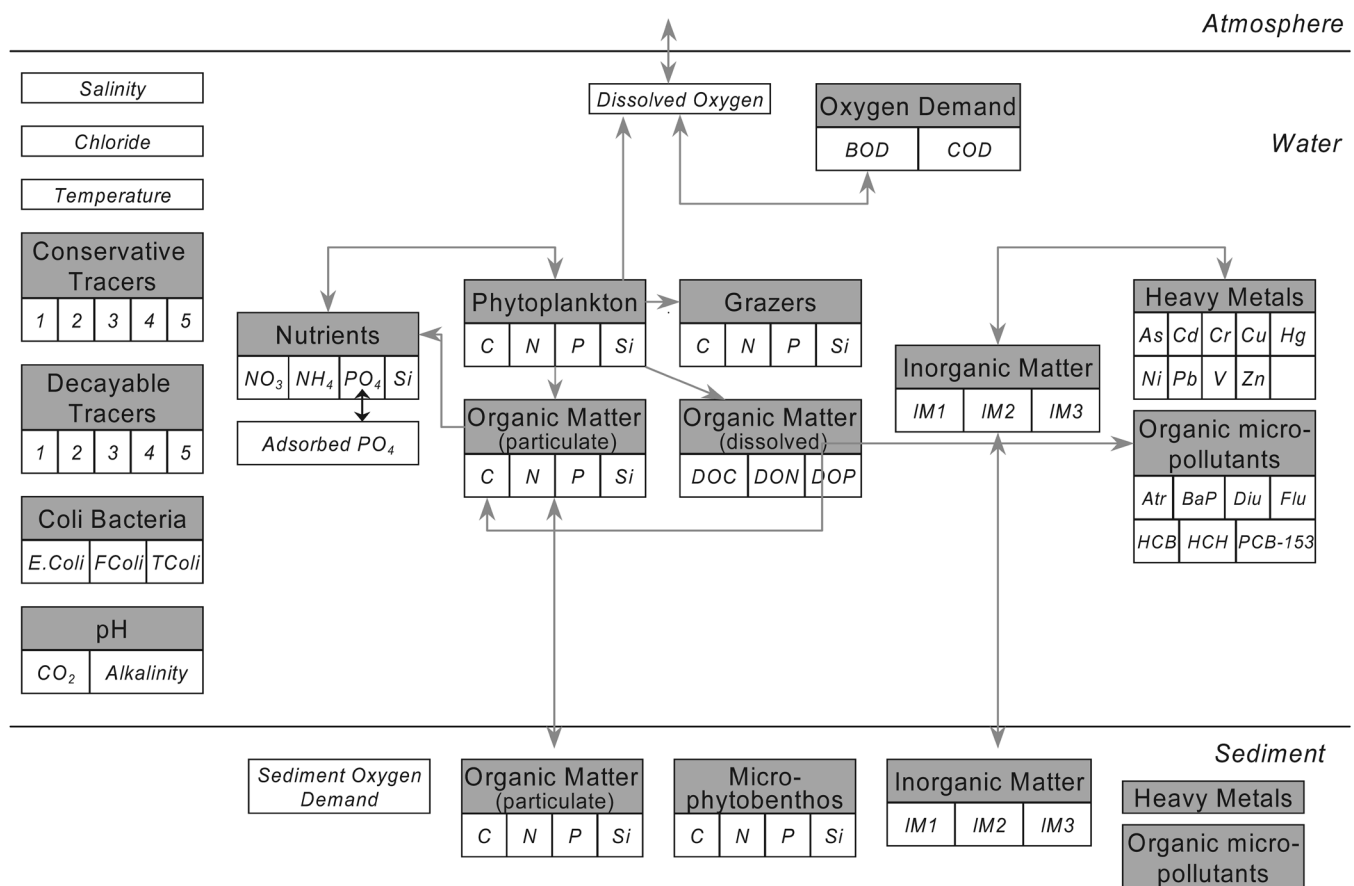 Atmosphere
Salinity
Chloride
Temperature
Conservative
Tracers
1 2 3 4 5
Decayable
Tracers
1 2 3 4 5
Coli Bacteria
E.Coli FColi TColi
pH
CO₂ Alkalinity
Dissolved Oxygen
Oxygen Demand
BOD COD
Water
Nutrients
NO₃ NH₄ PO₄ Si
Adsorbed PO₄
Phytoplankton
C N P Si
Grazers
C N P Si
Organic Matter
(particulate)
C N P Si
Organic Matter
(dissolved)
DOC DON DOP
Inorganic Matter
IM1 IM2 IM3
Heavy Metals
As Cd Cr Cu Hg
Ni Pb V Zn
Organic micro-
pollutants
Atr BaP Diu Flu
HCB HCH PCB-153
Sediment
Sediment Oxygen
Demand
Organic Matter
(particulate)
C N P Si
Micro-
phytobenthos
C N P Si
Inorganic Matter
IM1 IM2 IM3
Heavy Metals
Organic micro-
pollutants